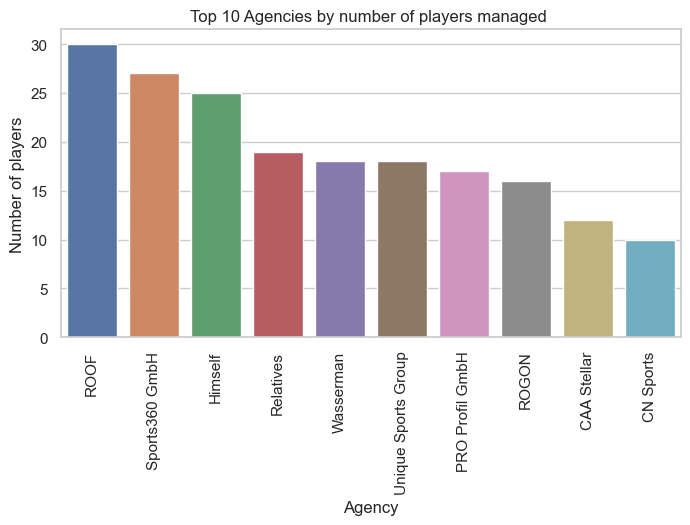 Top 10 Agencies by number of players managed
Number of players
30
25
20
15
10
5
0
ROOF
Sports360 GmbH
Himself
Relatives
Wasserman
Unique Sports Group
PRO Profil GmbH
ROGON
CAA Stellar
CN Sports
Agency